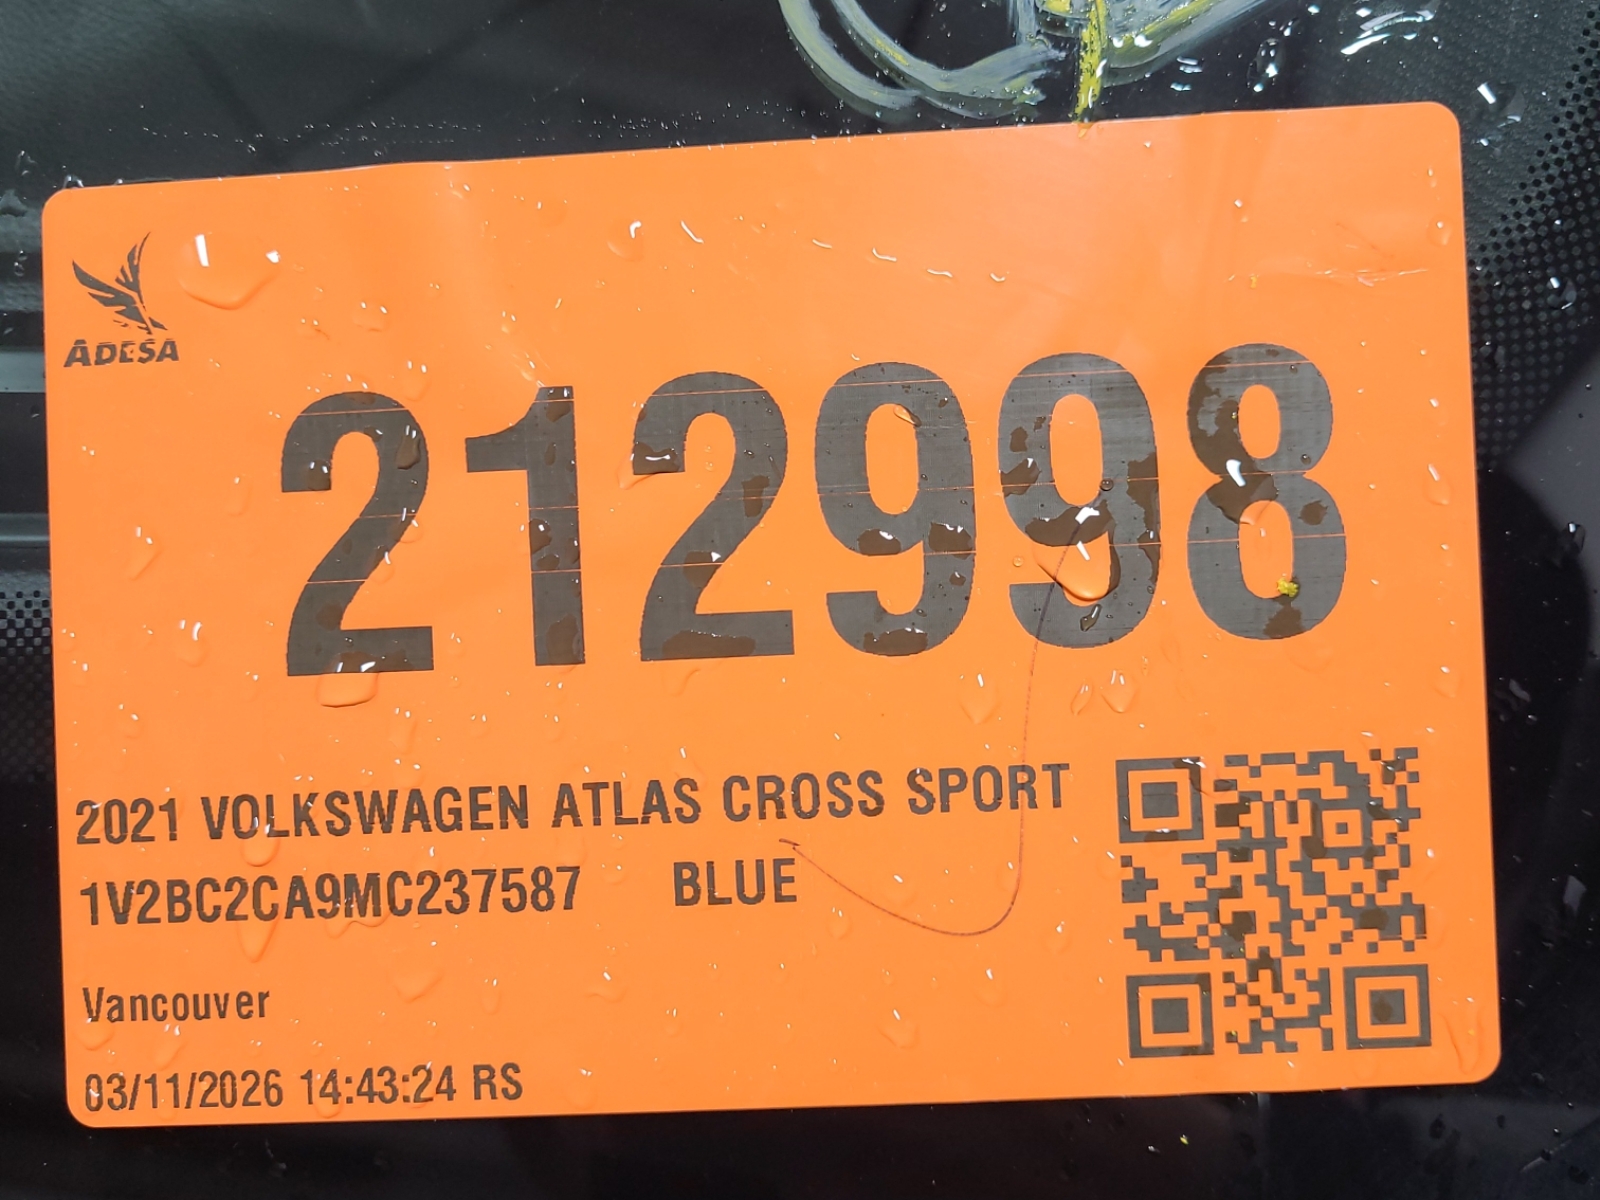 ADESA
212998
2021 VOLKSWAGEN ATLAS CROSS SPORT
1V2BC2CA9MC237587 BLUE
Vancouver
03/11/2026 14:43:24 RS